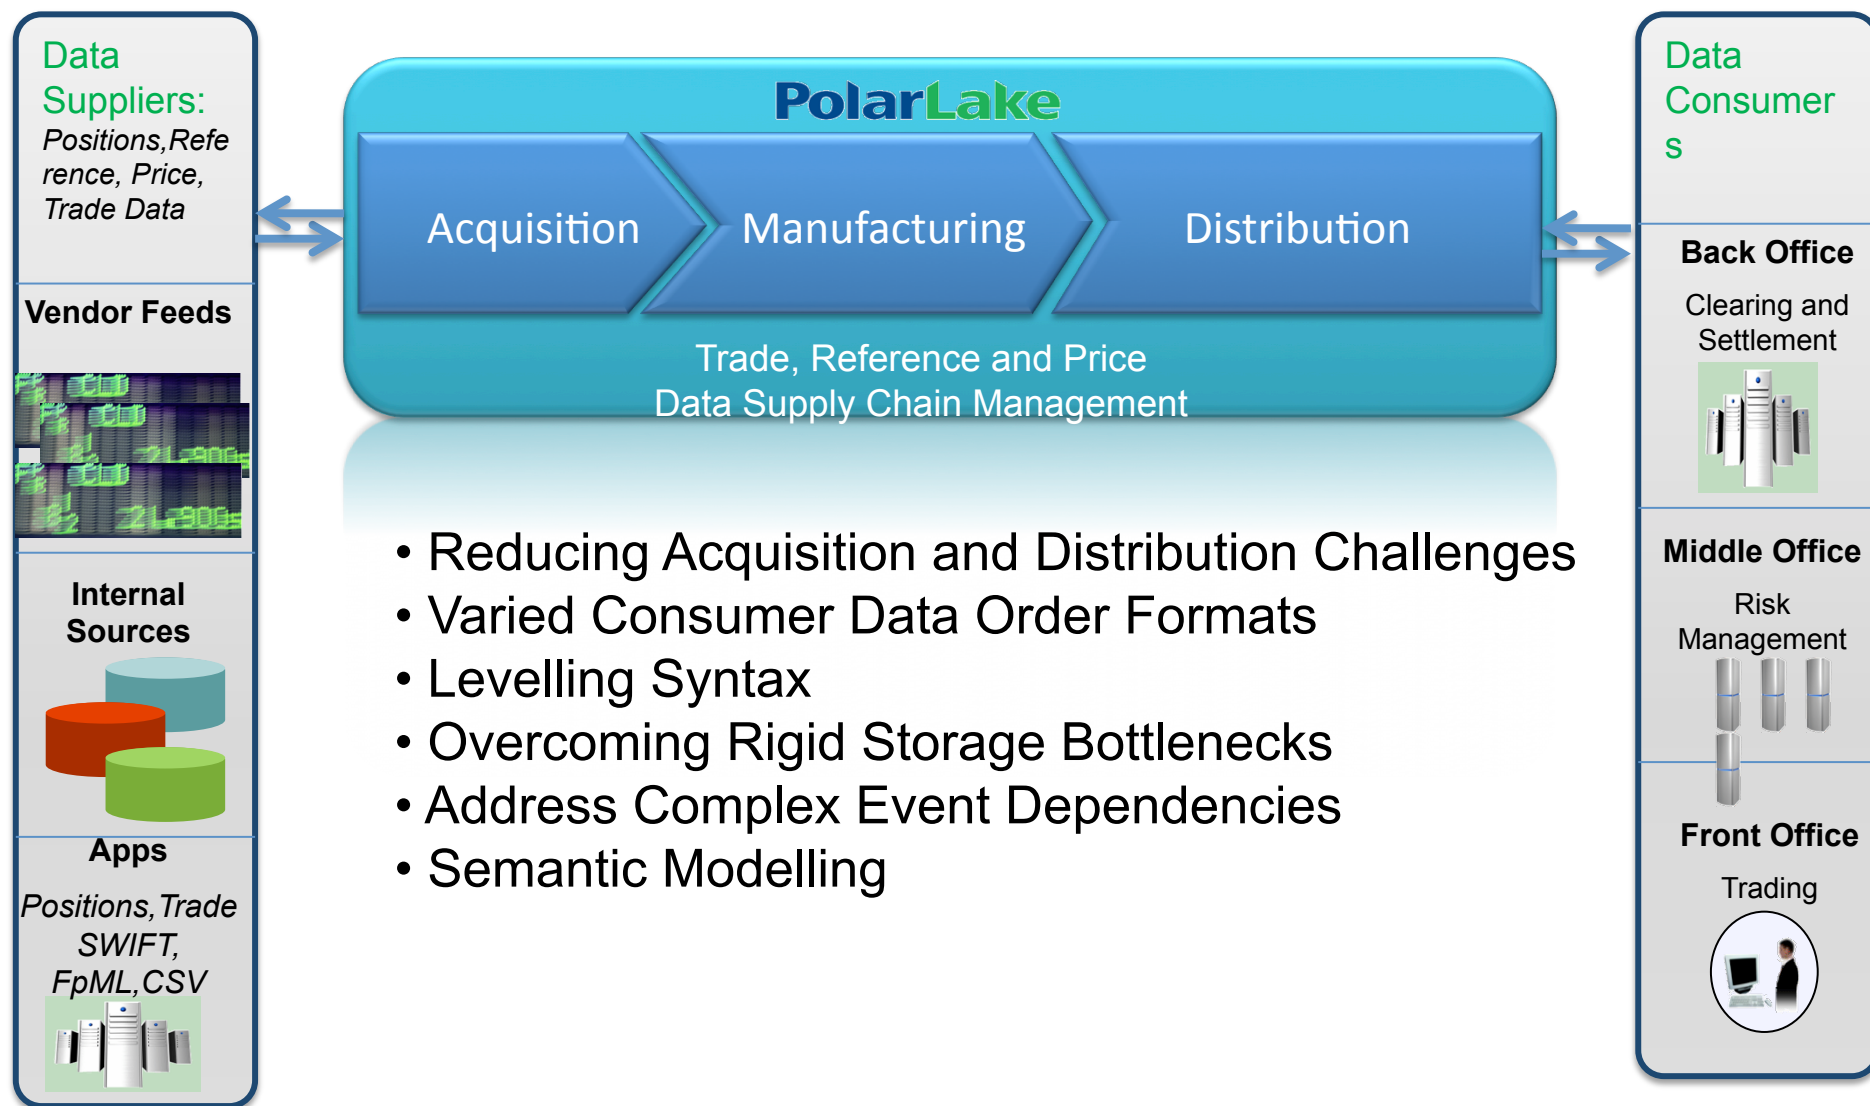 Data
Suppliers:
Positions,Refe
rence, Price,
Trade Data
Vendor Feeds
Internal
Sources
Apps
Positions,Trade
SWIFT,
FpML,CSV
PolarLake
Acquisition
Manufacturing
Distribution
Trade, Reference and Price
Data Supply Chain Management
• Reducing Acquisition and Distribution Challenges
• Varied Consumer Data Order Formats
• Levelling Syntax
• Overcoming Rigid Storage Bottlenecks
• Address Complex Event Dependencies
• Semantic Modelling
Data
Consumer
s
Back Office
Clearing and
Settlement
Middle Office
Risk
Management
Front Office
Trading